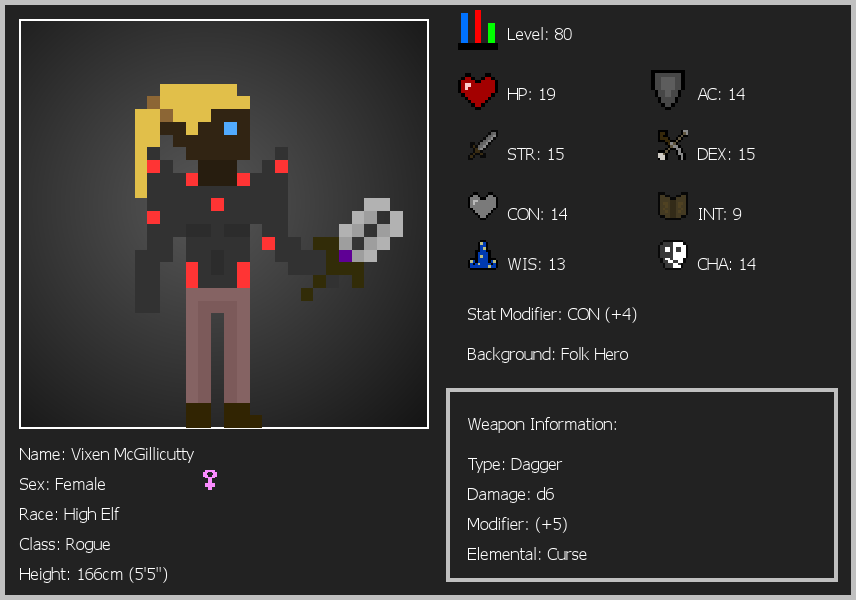 Level: 80
HP: 19
AC: 14
STR: 15
DEX: 15
CON: 14
INT: 9
WIS: 13
CHA: 14
Stat Modifier: CON (+4)
Background: Folk Hero
Weapon Information:
Type: Dagger
Damage: d6
Modifier: (+5)
Elemental: Curse
Name: Vixen McGillicutty
Sex: Female
Race: High Elf
Class: Rogue
Height: 166cm (5'5")